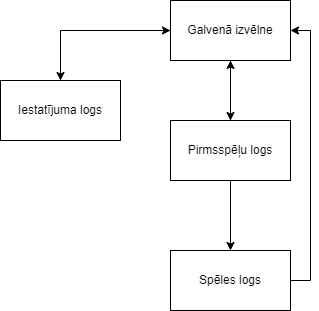 Galvenā izvēlne
Iestatījuma logs
Pirmsspēļu logs
Spēles logs